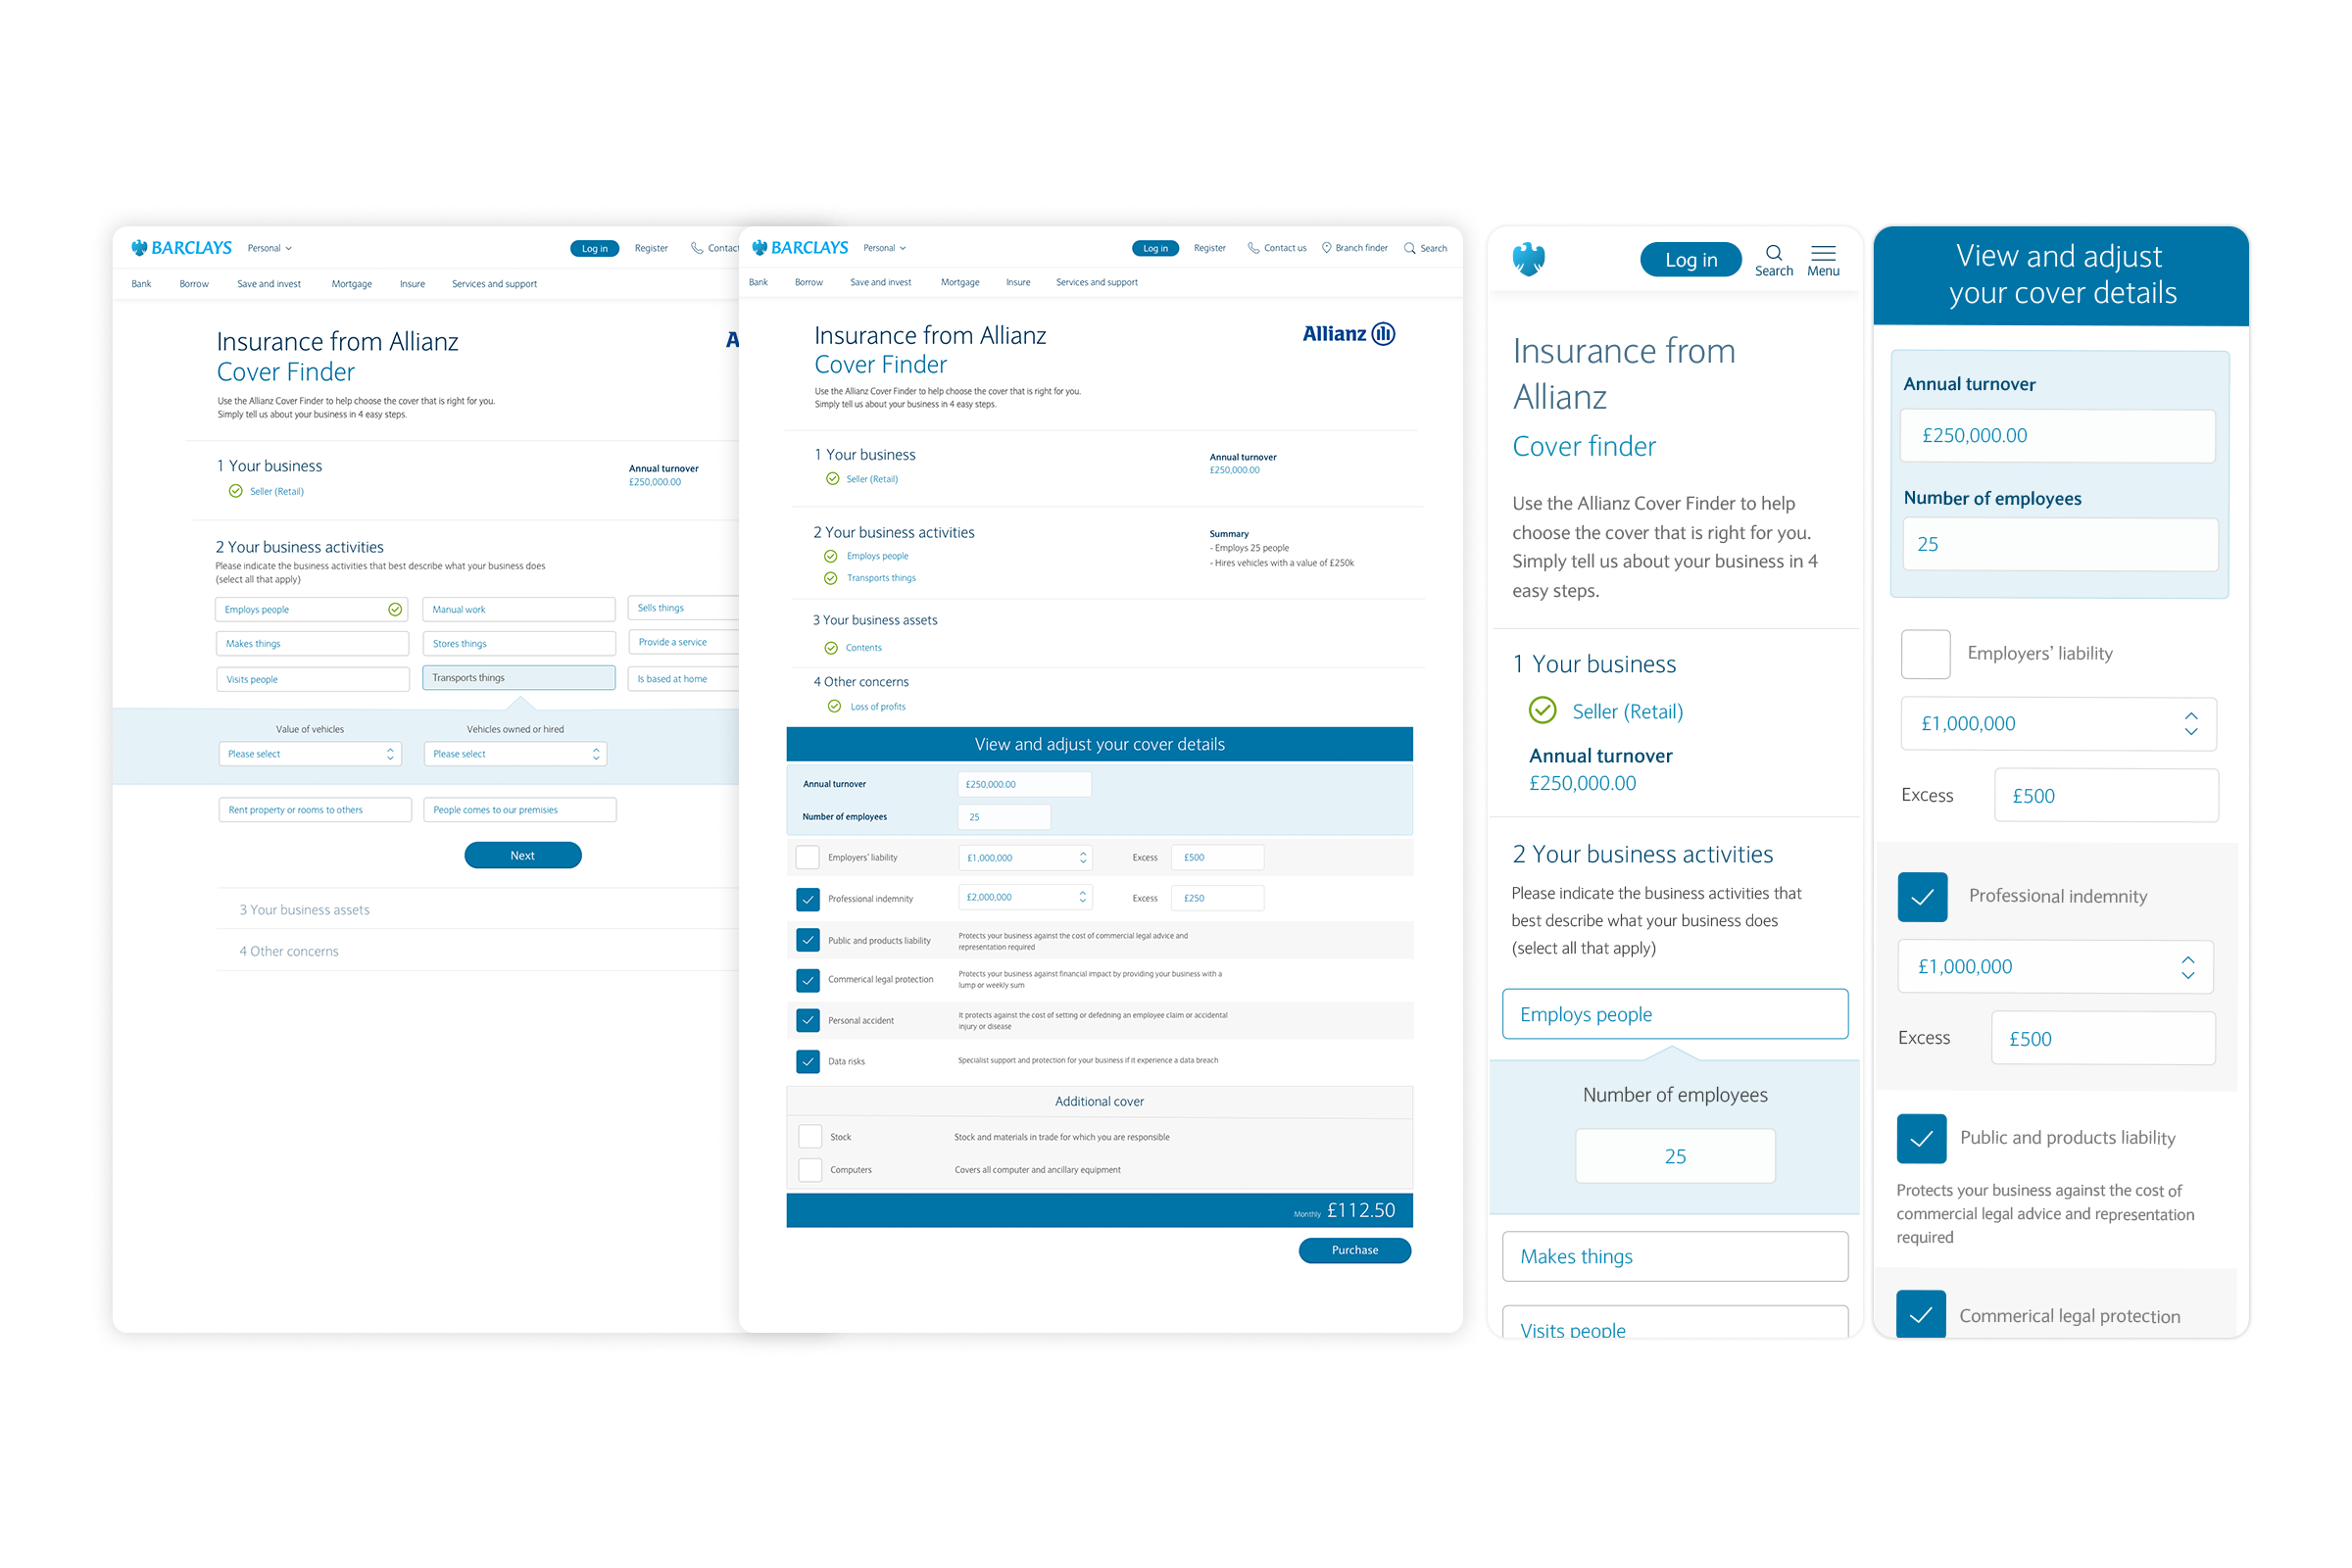 BARCLAYS Personal Log in Register Contac
Bank Borrow Save and invest Mortgage Insure Services and support
Insurance from Allianz
Cover Finder
Use the Allianz Cover Finder to help choose the cover that is right for you.
Simply tell us about your business in 4 easy steps.
1 Your business
Seller (Retail)
Annual turnover
£250,000.00
2 Your business activities
Please indicate the business activities that best describe what your business does
(select all that apply)
Employs people Manual work Sells things
Makes things Stores things Provide a service
Visits people Transports things Is based at home
Value of vehicles Vehicles owned or hired
Please select Please select
Rent property or rooms to others People comes to our premisies
Next
3 Your business assets
4 Other concerns
BARCLAYS Personal Log in Register Contact us Branch finder Search
Bank Borrow Save and invest Mortgage Insure Services and support
Insurance from Allianz
Cover Finder
Allianz
Use the Allianz Cover Finder to help choose the cover that is right for you.
Simply tell us about your business in 4 easy steps.
1 Your business
Seller (Retail)
Annual turnover
£250,000.00
2 Your business activities
Employs people
Transports things
Summary
- Employs 25 people
- Hires vehicles with a value of £250k
3 Your business assets
Contents
4 Other concerns
Loss of profits
View and adjust your cover details
Annual turnover £250,000.00
Number of employees 25
Employers' liability £1,000,000 Excess £500
Professional indemnity £2,000,000 Excess £250
Public and products liability
Protects your business against the cost of commercial legal advice and
representation required
Commerical legal protection
Protects your business against financial impact by providing your business with a
lump or weekly sum
Personal accident
It protects against the cost of setting or defedning an employee claim or accidental
injury or disease
Data risks Specialist support and protection for your business if it experience a data breach
Additional cover
Stock Stock and materials in trade for which you are responsible
Computers Covers all computer and ancillary equipment
Monthly £112.50
Purchase
Log in Search Menu
Insurance from
Allianz
Cover finder
Use the Allianz Cover Finder to help
choose the cover that is right for you.
Simply tell us about your business in 4
easy steps.
1 Your business
Seller (Retail)
Annual turnover
£250,000.00
2 Your business activities
Please indicate the business activities that
best describe what your business does
(select all that apply)
Employs people
Number of employees
25
Makes things
Visits people
View and adjust
your cover details
Annual turnover
£250,000.00
Number of employees
25
Employers' liability
£1,000,000
Excess £500
Professional indemnity
£1,000,000
Excess £500
Public and products liability
Protects your business against the cost of
commercial legal advice and representation
required
Commerical legal protection